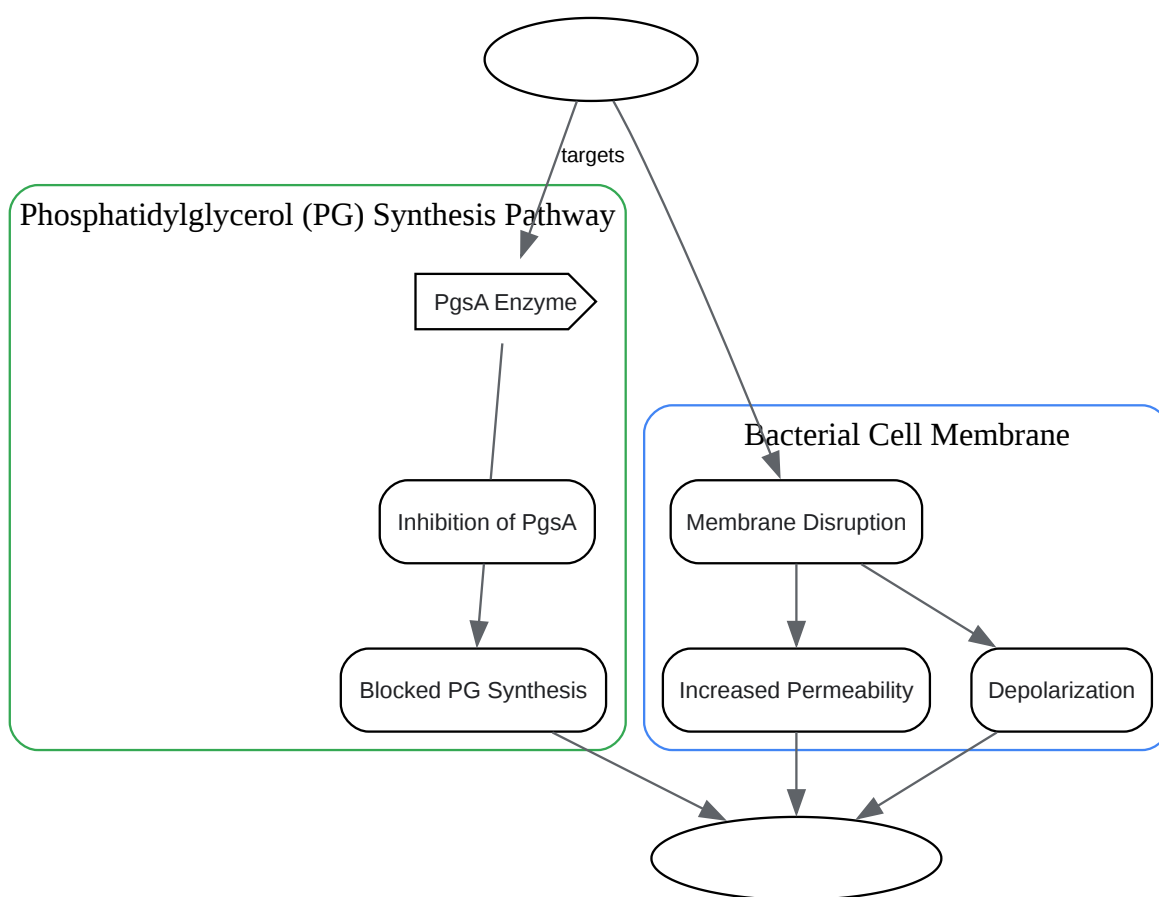 targets
Phosphatidylglycerol (PG) Synthesis Pathway
PgsA Enzyme
Bacterial Cell Membrane
Inhibition of PgsA
Membrane Disruption
Blocked PG Synthesis
Increased Permeability
Depolarization